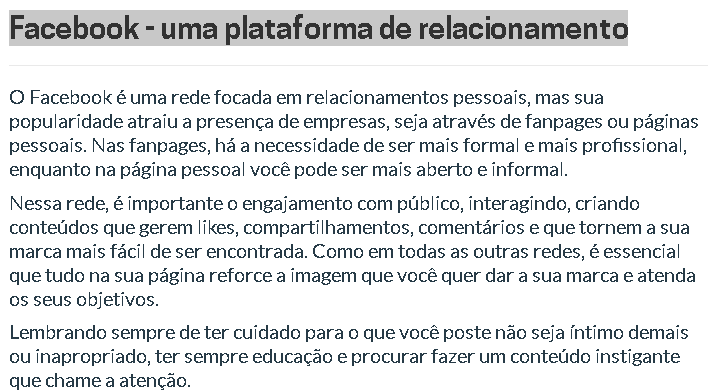 Facebook - uma plataforma de relacionamento
O Facebook é uma rede focada em relacionamentos pessoais, mas sua
popularidade atraiu a presença de empresas, seja através de fanpages ou páginas
pessoais. Nas fanpages, há a necessidade de ser mais formal e mais profissional,
enquanto na página pessoal você pode ser mais aberto e informal.
Nessa rede, é importante o engajamento com público, interagindo, criando
conteúdos que gerem likes, compartilhamentos, comentários e que tornem a sua
marca mais fácil de ser encontrada. Como em todas as outras redes, é essencial
que tudo na sua página reforce a imagem que você quer dar a sua marca e atenda
os seus objetivos.
Lembrando sempre de ter cuidado para o que você poste não seja íntimo demais
ou inapropriado, ter sempre educação e procurar fazer um conteúdo instigante
que chame a atenção.